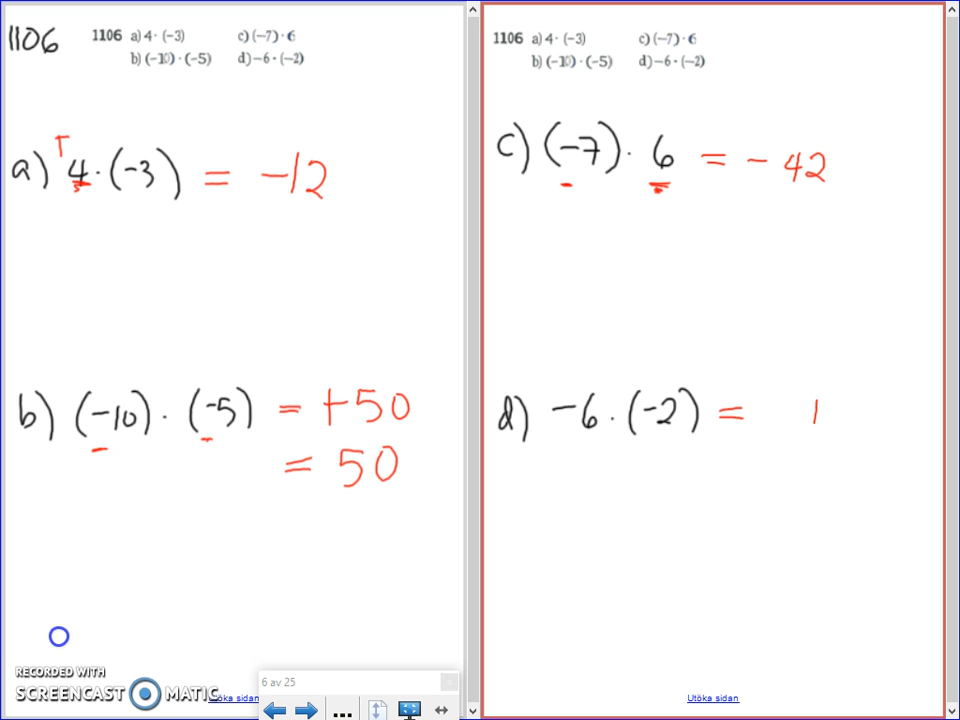 1106
1106 a) 4 · (−3) c) (−7) · 6
b) (−10) · (−5) d) −6 · (−2)
a) 4 · (-3) = -12
b) (-10) · (-5) = +50
= 50
RECORDED WITH
SCREENCAST MATIC
Utöka sidan
6 av 25
1106 a) 4 · (−3) c) (−7) · 6
b) (−10) · (−5) d) −6 · (−2)
c) (-7) · 6 = - 42
d) -6 · (-2) = 1
Utöka sidan